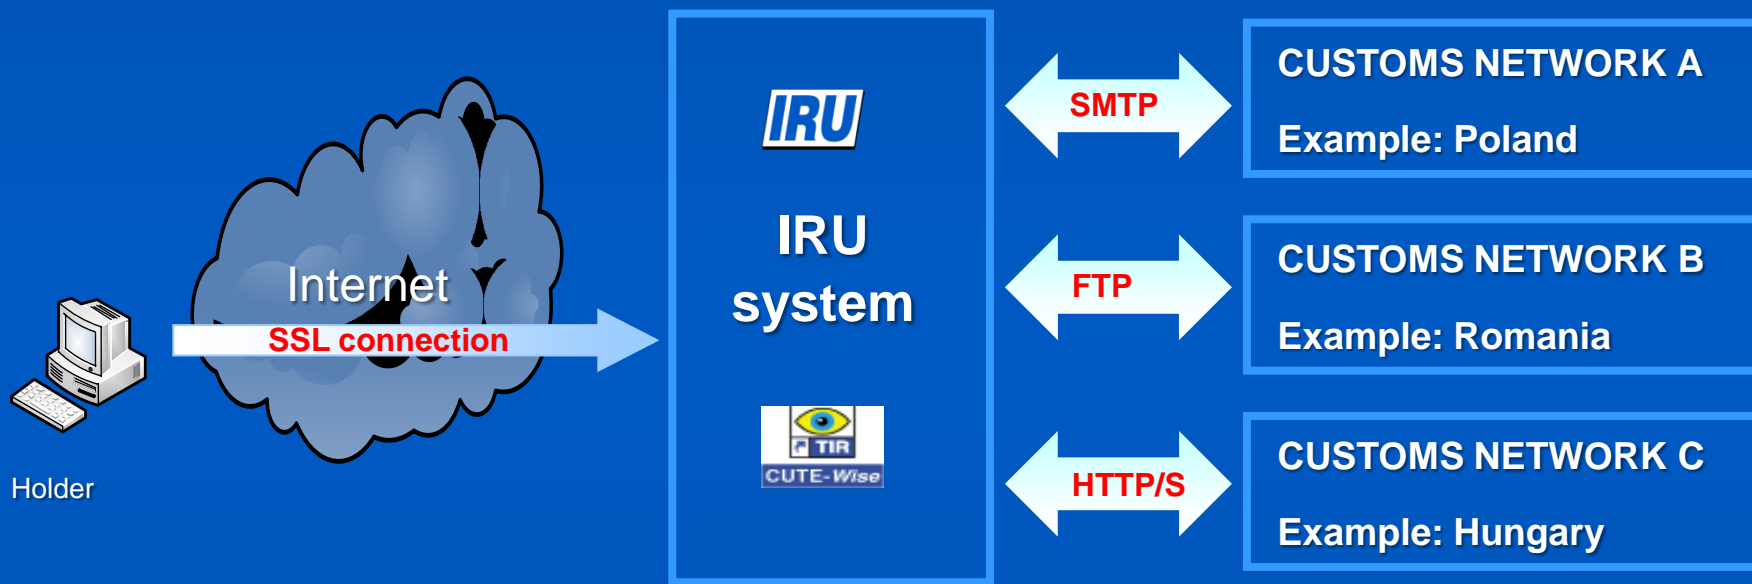 Holder
Internet
SSL connection
IRU
IRU
system
TIR
CUTE-Wise
SMTP
FTP
HTTP/S
CUSTOMS NETWORK A
Example: Poland
CUSTOMS NETWORK B
Example: Romania
CUSTOMS NETWORK C
Example: Hungary